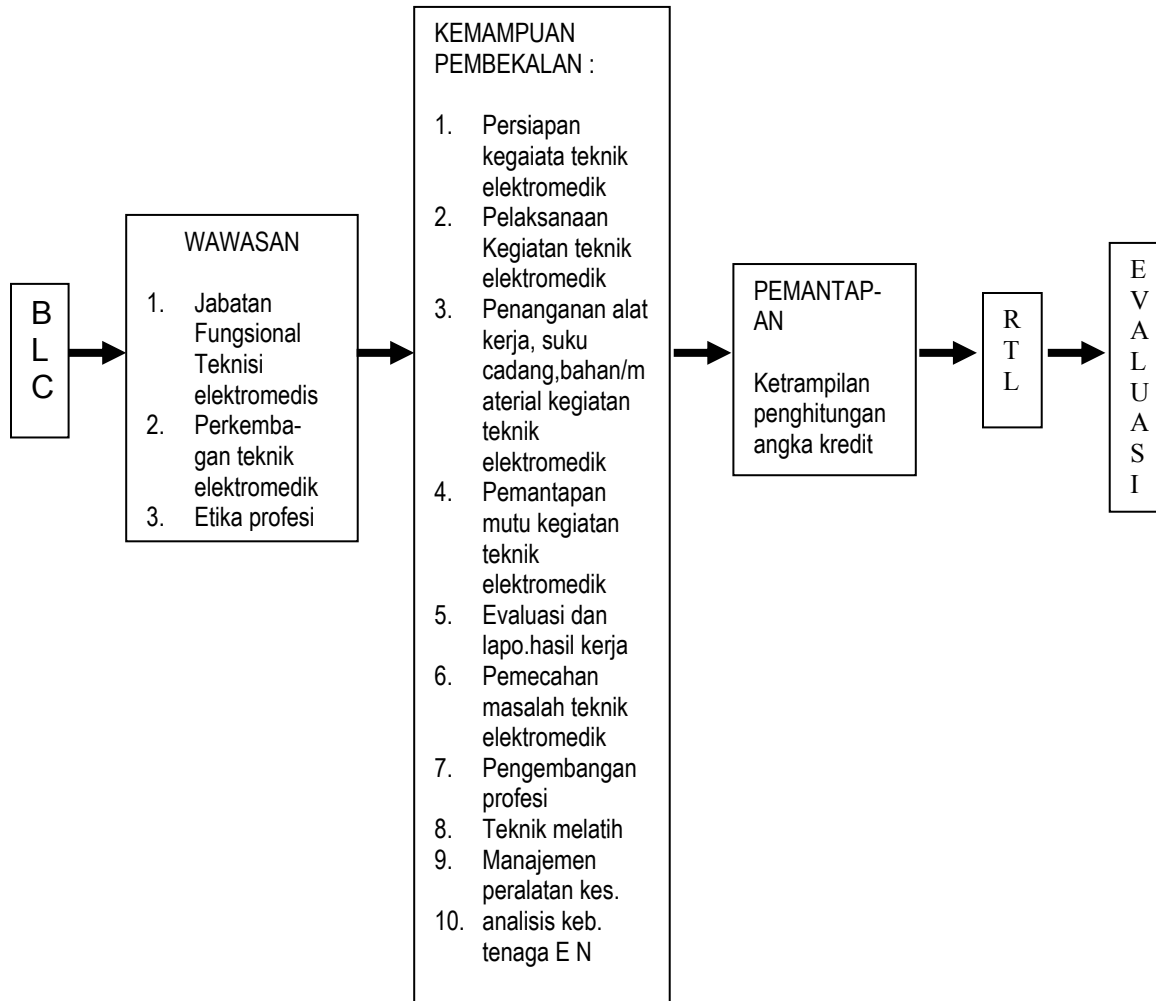 B
L
C
WAWASAN
1. Jabatan
Fungsional
Teknisi
elektromedis
2. Perkemba-
gan teknik
elektromedik
3. Etika profesi
KEMAMPUAN
PEMBEKALAN :
1. Persiapan
kegaiata teknik
elektromedik
2. Pelaksanaan
Kegiatan teknik
elektromedik
3. Penanganan alat
kerja, suku
cadang,bahan/m
aterial kegiatan
teknik
elektromedik
4. Pemantapan
mutu kegiatan
teknik
elektromedik
5. Evaluasi dan
lapo.hasil kerja
6. Pemecahan
masalah teknik
elektromedik
7. Pengembangan
profesi
8. Teknik melatih
9. Manajemen
peralatan kes.
10. analisis keb.
tenaga E N
PEMANTAP-
AN
Ketrampilan
penghitungan
angka kredit
R
T
L
E
V
A
L
U
A
S
I